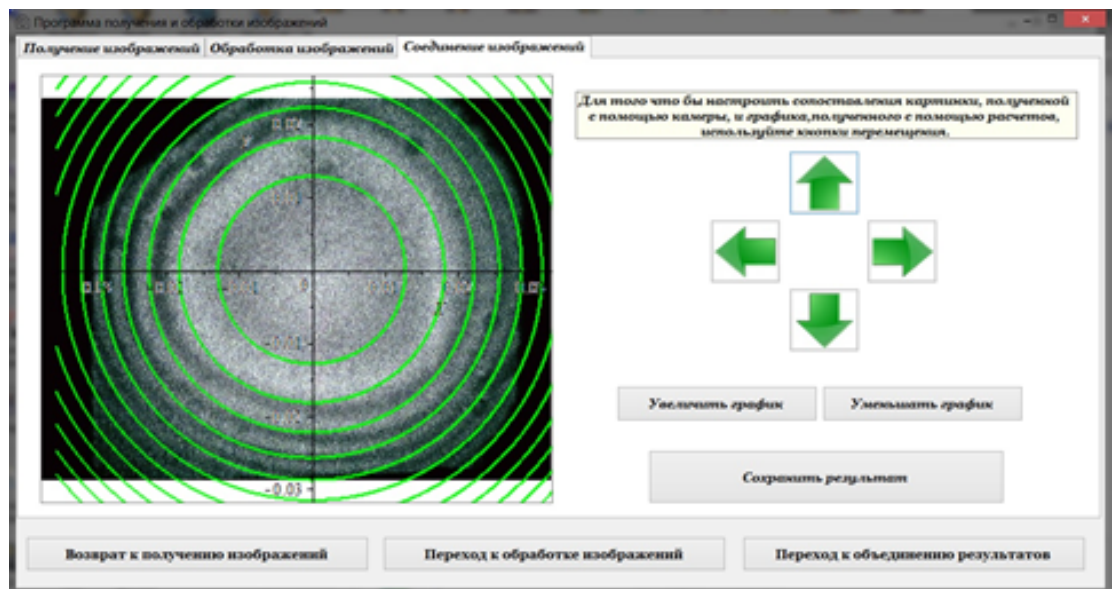 Программа получения и обработки изображений
Получение изображений
Обработка изображений
Соединение изображений
Для того что бы настроить сопоставления картинки, полученной
с помощью камеры, и графика,полученного с помощью расчетов,
используйте кнопки перемещения.
Увеличить график
Уменьшать график
Сохранить результат
-0.03
Возврат к получению изображений
Переход к обработке изображений
Переход к объединению результатов